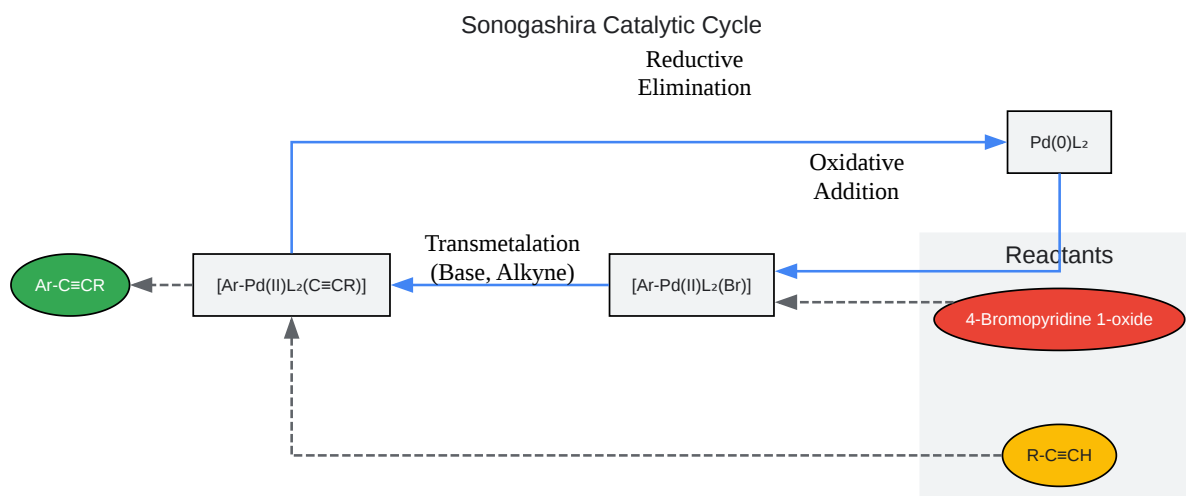 Sonogashira Catalytic Cycle
Reductive
Elimination
Pd(0)L₂
Oxidative
Addition
Transmetalation
(Base, Alkyne)
Reactants
Ar-C≡CR
[Ar-Pd(II)L₂(C≡CR)]
[Ar-Pd(II)L₂(Br)]
4-Bromopyridine 1-oxide
R-C≡CH